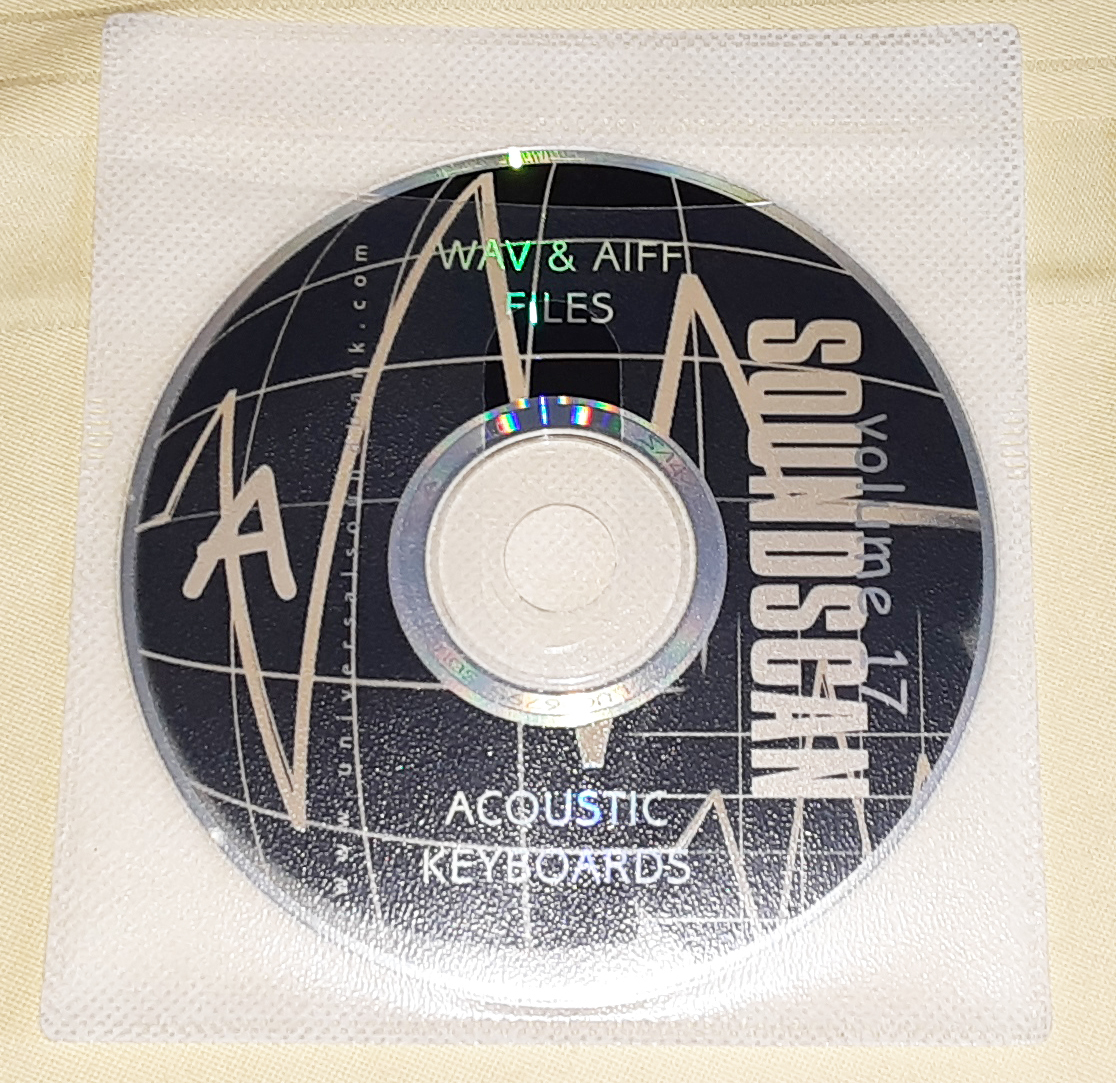 WAV & AIFF
FILES
SOUNDSCAN
volume 17
www.universalsoundbank.com
ACOUSTIC
KEYBOARDS